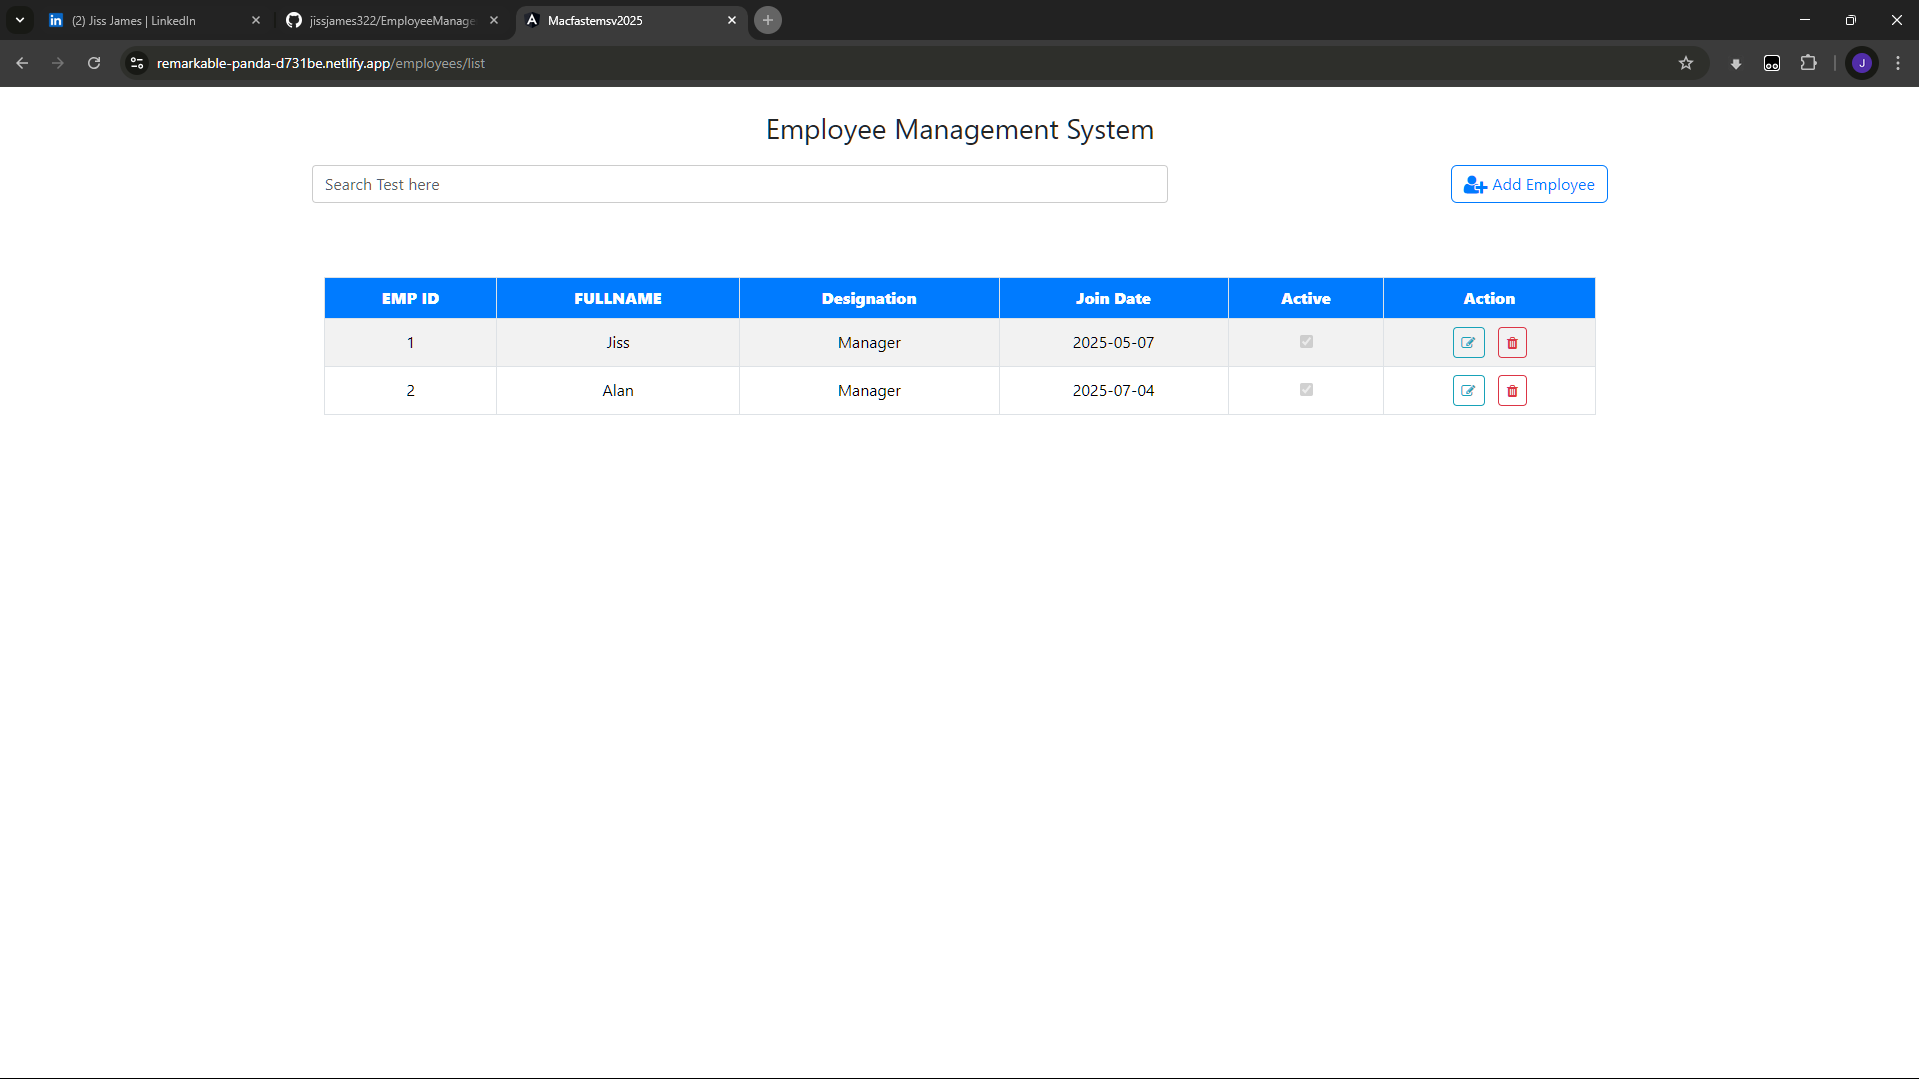 (2) Jiss James | LinkedIn
jissjames322/EmployeeManage
Macfastemsv2025
remarkable-panda-d731be.netlify.app/employees/list
J
Employee Management System
Search Test here
Add Employee
EMP ID FULLNAME Designation Join Date Active Action
1 Jiss Manager 2025-05-07
2 Alan Manager 2025-07-04